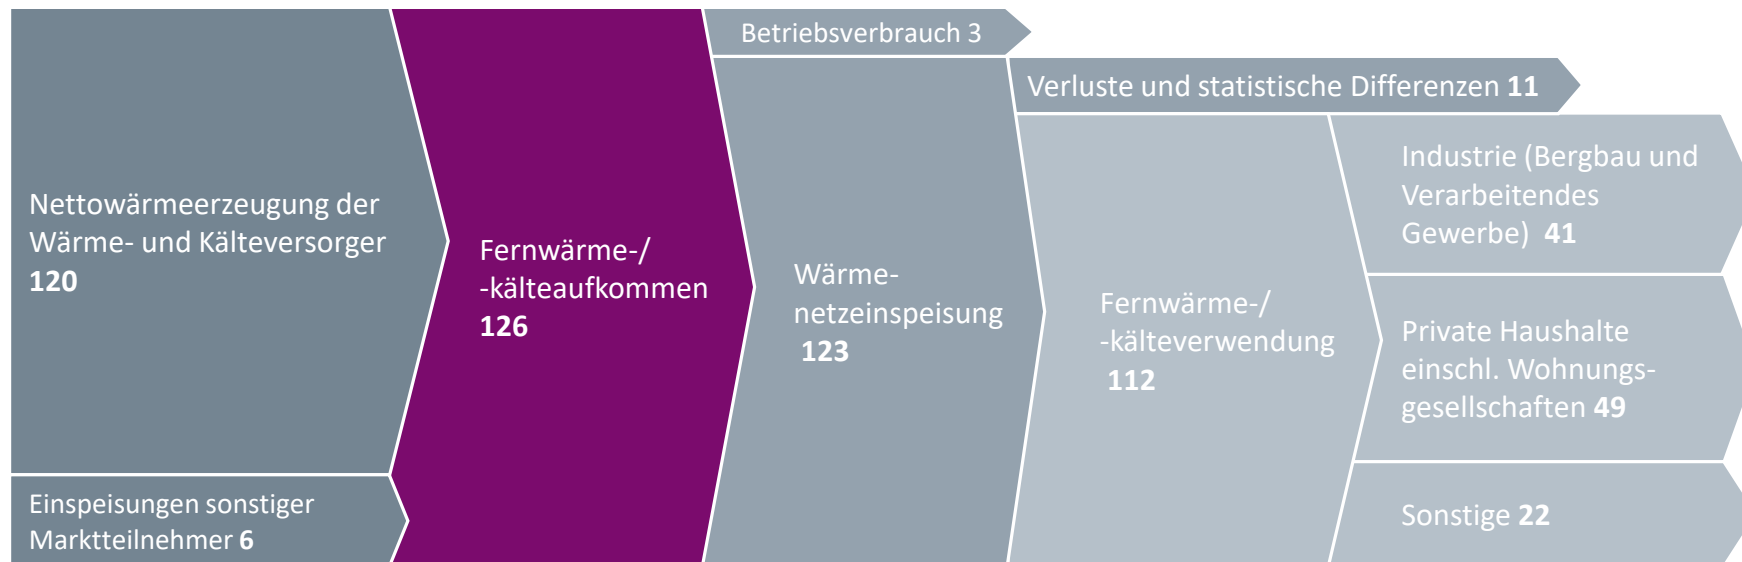 Nettowärmeerzeugung der
Wärme- und Kälteversorger
120
Einspeisungen sonstiger
Marktteilnehmer 6
Fernwärme-/
-kälteaufkommen
126
Betriebsverbrauch 3
Wärme-
netzeinspeisung
123
Verluste und statistische Differenzen 11
Fernwärme-/
-kälteverwendung
112
Industrie (Bergbau und
Verarbeitendes
Gewerbe) 41
Private Haushalte
einschl. Wohnungs-
gesellschaften 49
Sonstige 22